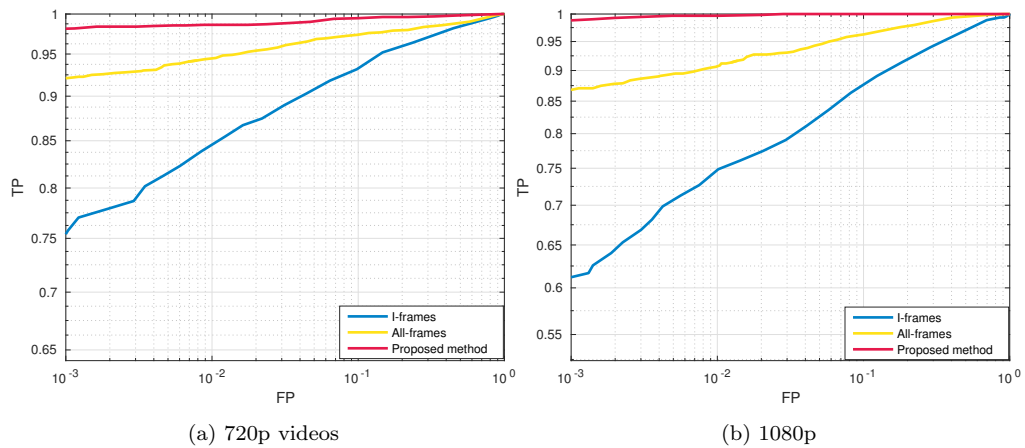 1
0.95
0.9
0.85
0.8
0.75
0.7
0.65
TP
10^-3
10^-2
10^-1
10^0
FP
I-frames
All-frames
Proposed method
(a) 720p videos
1
0.95
0.9
0.85
0.8
0.75
0.7
0.65
0.6
0.55
TP
10^-3
10^-2
10^-1
10^0
FP
I-frames
All-frames
Proposed method
(b) 1080p